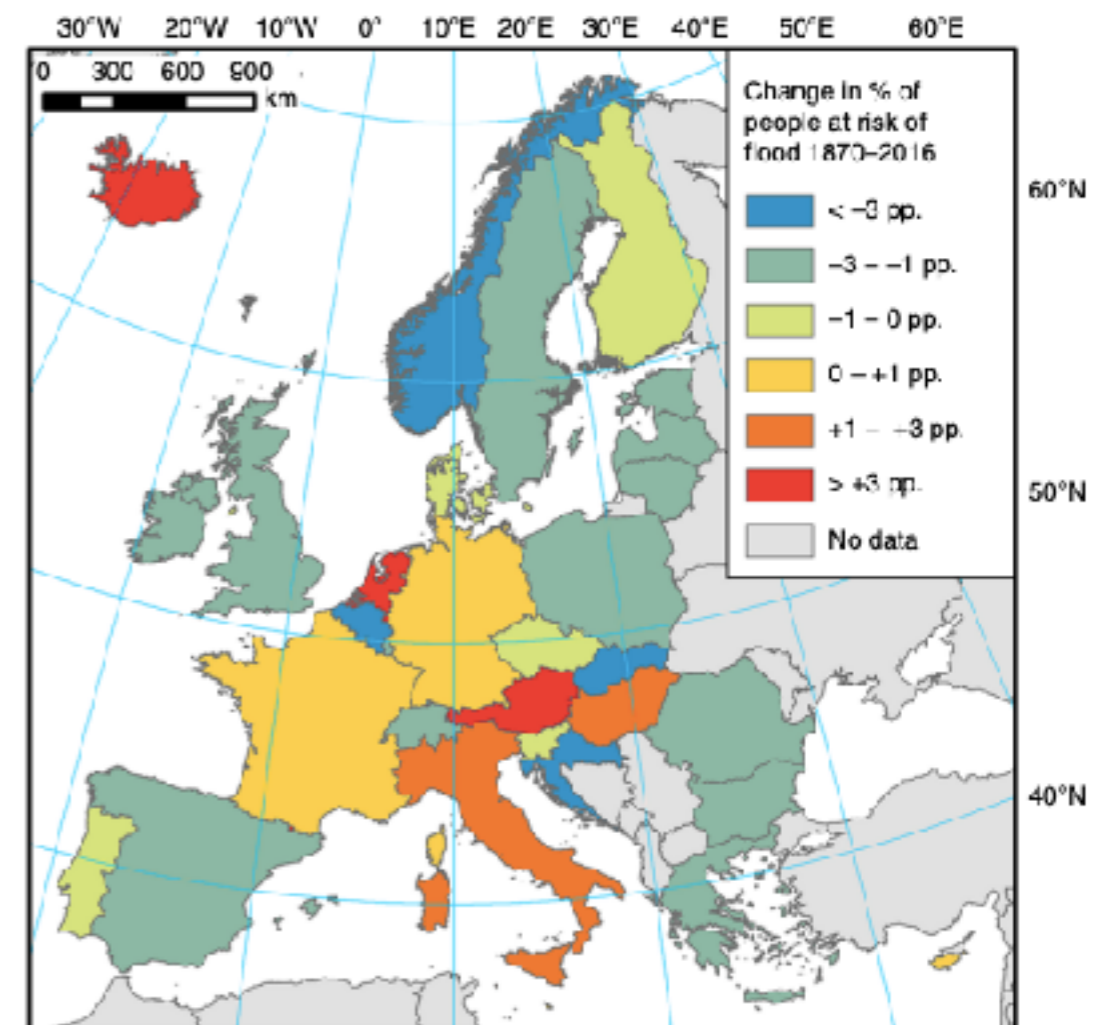 30°W 20°W 10°W 0° 10°E 20°E 30°E 40°E 50°E 60°E
0 300 600 900
km
Change in % of
people at risk of
flood 1870–2016
< −3 pp.
−3 – −1 pp.
−1 – 0 pp.
0 – +1 pp.
+1 – +3 pp.
> +3 pp.
No data
60°N
50°N
40°N